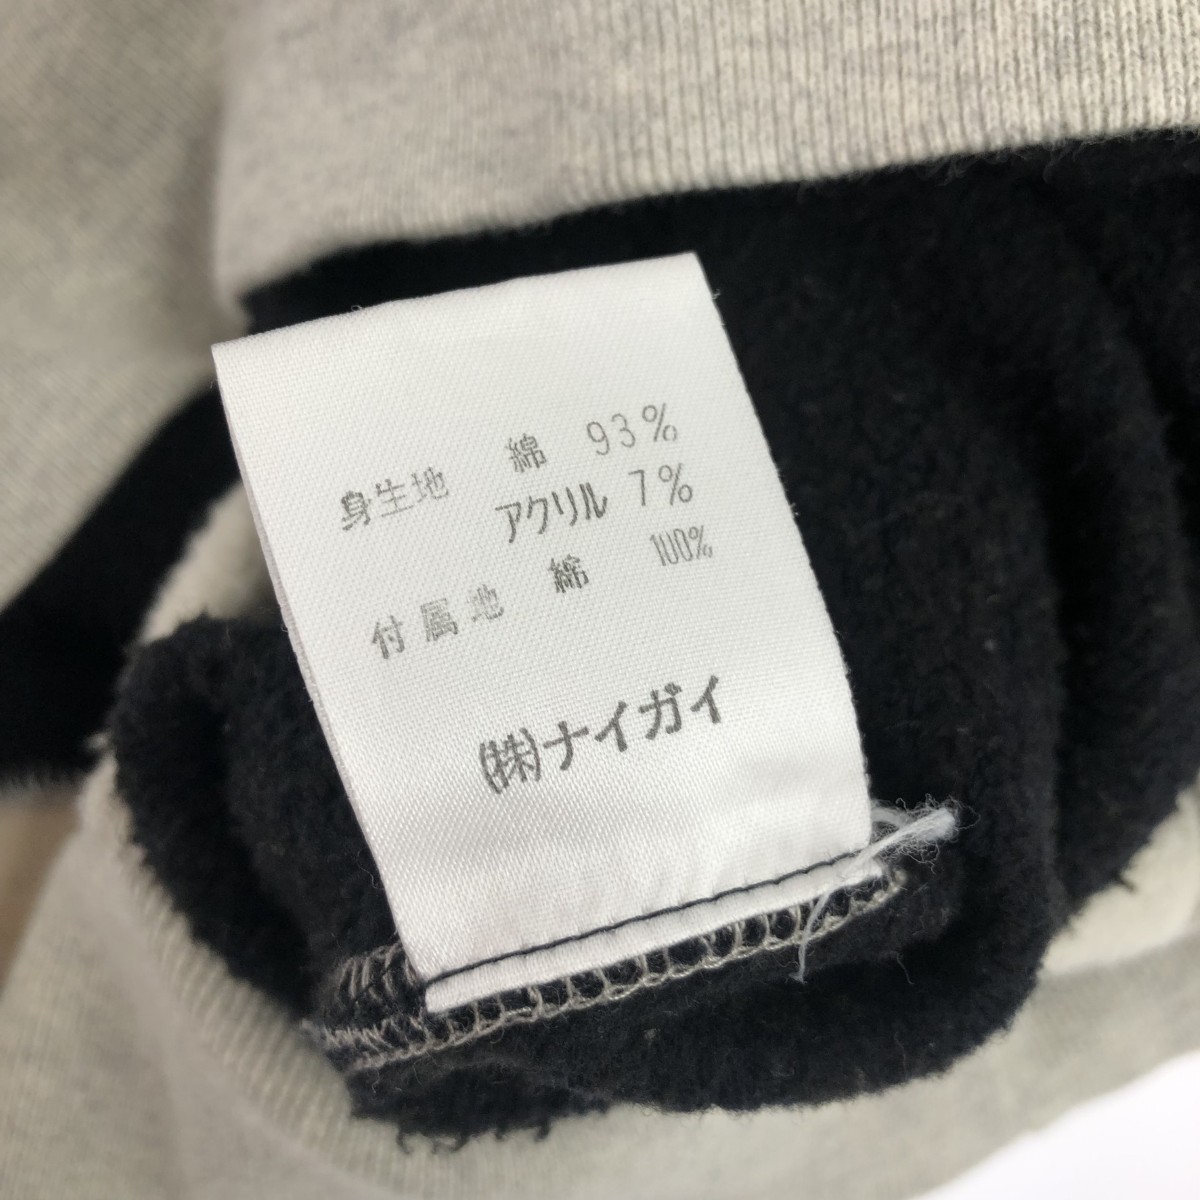 身生地 綿 93%
アクリル 7%
付属地 綿 100%
(株)ナイガイ